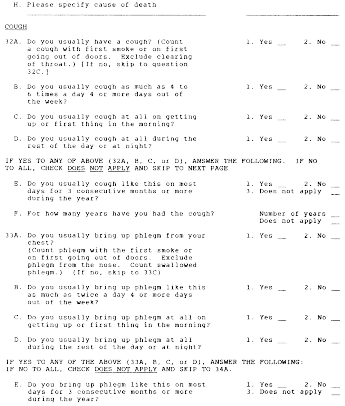 H. Please specify cause of death
COUGH
32A. Do you usually have a cough? (Count 1. Yes __ 2. No __
a cough with first smoke or on first
going out of doors. Exclude clearing
of throat.) [If no, skip to question
32C.]
B. Do you usually cough as much as 4 to 1. Yes __ 2. No __
6 times a day 4 or more days out of
the week?
C. Do you usually cough at all on getting 1. Yes __ 2. No __
up or first thing in the morning?
D. Do you usually cough at all during the 1. Yes __ 2. No __
rest of the day or at night?
IF YES TO ANY OF ABOVE (32A, B, C, or D), ANSWER THE FOLLOWING. IF NO
TO ALL, CHECK DOES NOT APPLY AND SKIP TO NEXT PAGE
E. Do you usually cough like this on most 1. Yes __ 2. No __
days for 3 consecutive months or more 3. Does not apply __
during the year?
F. For how many years have you had the cough? Number of years __
Does not apply __
33A. Do you usually bring up phlegm from your 1. Yes __ 2. No __
chest?
(Count phlegm with the first smoke or
on first going out of doors. Exclude
phlegm from the nose. Count swallowed
phlegm.) (If no, skip to 33C)
B. Do you usually bring up phlegm like this 1. Yes __ 2. No __
as much as twice a day 4 or more days
out of the week?
C. Do you usually bring up phlegm at all on 1. Yes __ 2. No __
getting up or first thing in the morning?
D. Do you usually bring up phlegm at all 1. Yes __ 2. No __
during the rest of the day or at night?
IF YES TO ANY OF THE ABOVE (33A, B, C, or D), ANSWER THE FOLLOWING:
IF NO TO ALL, CHECK DOES NOT APPLY AND SKIP TO 34A.
E. Do you bring up phlegm like this on most 1. Yes __ 2. No __
days for 3 consecutive months or more 3. Does not apply __
during the year?